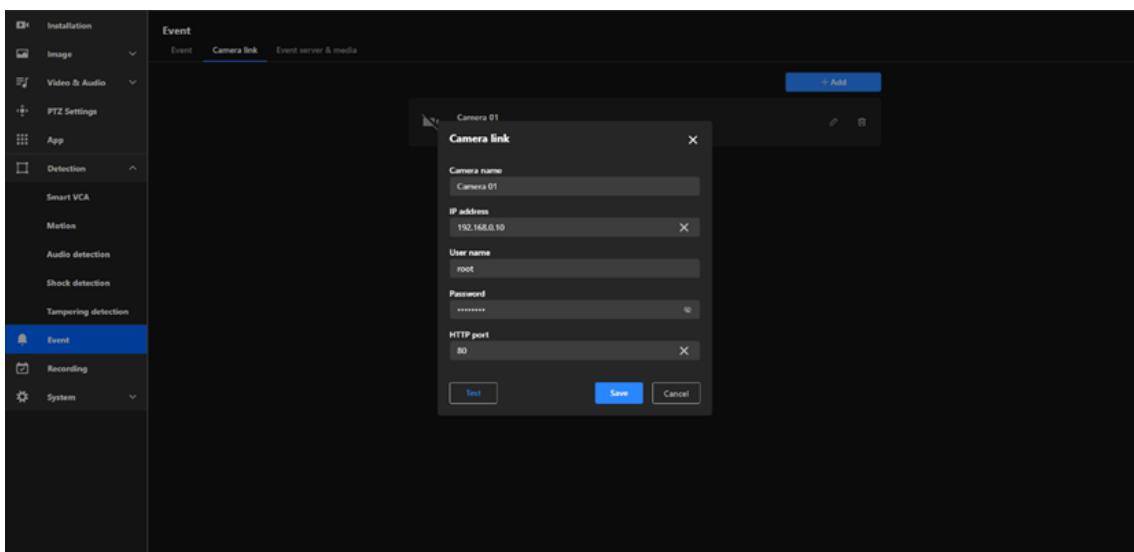 Installation
Image
Video & Audio
PTZ Settings
App
Detection
Smart VCA
Motion
Audio detection
Shock detection
Tampering detection
Event
Recording
System
Event
Event Camera link Event server & media
+ Add
Camera 01
Camera link
Camera name
Camera 01
IP address
192.168.0.10
User name
root
Password
••••••••
HTTP port
80
Test Save Cancel